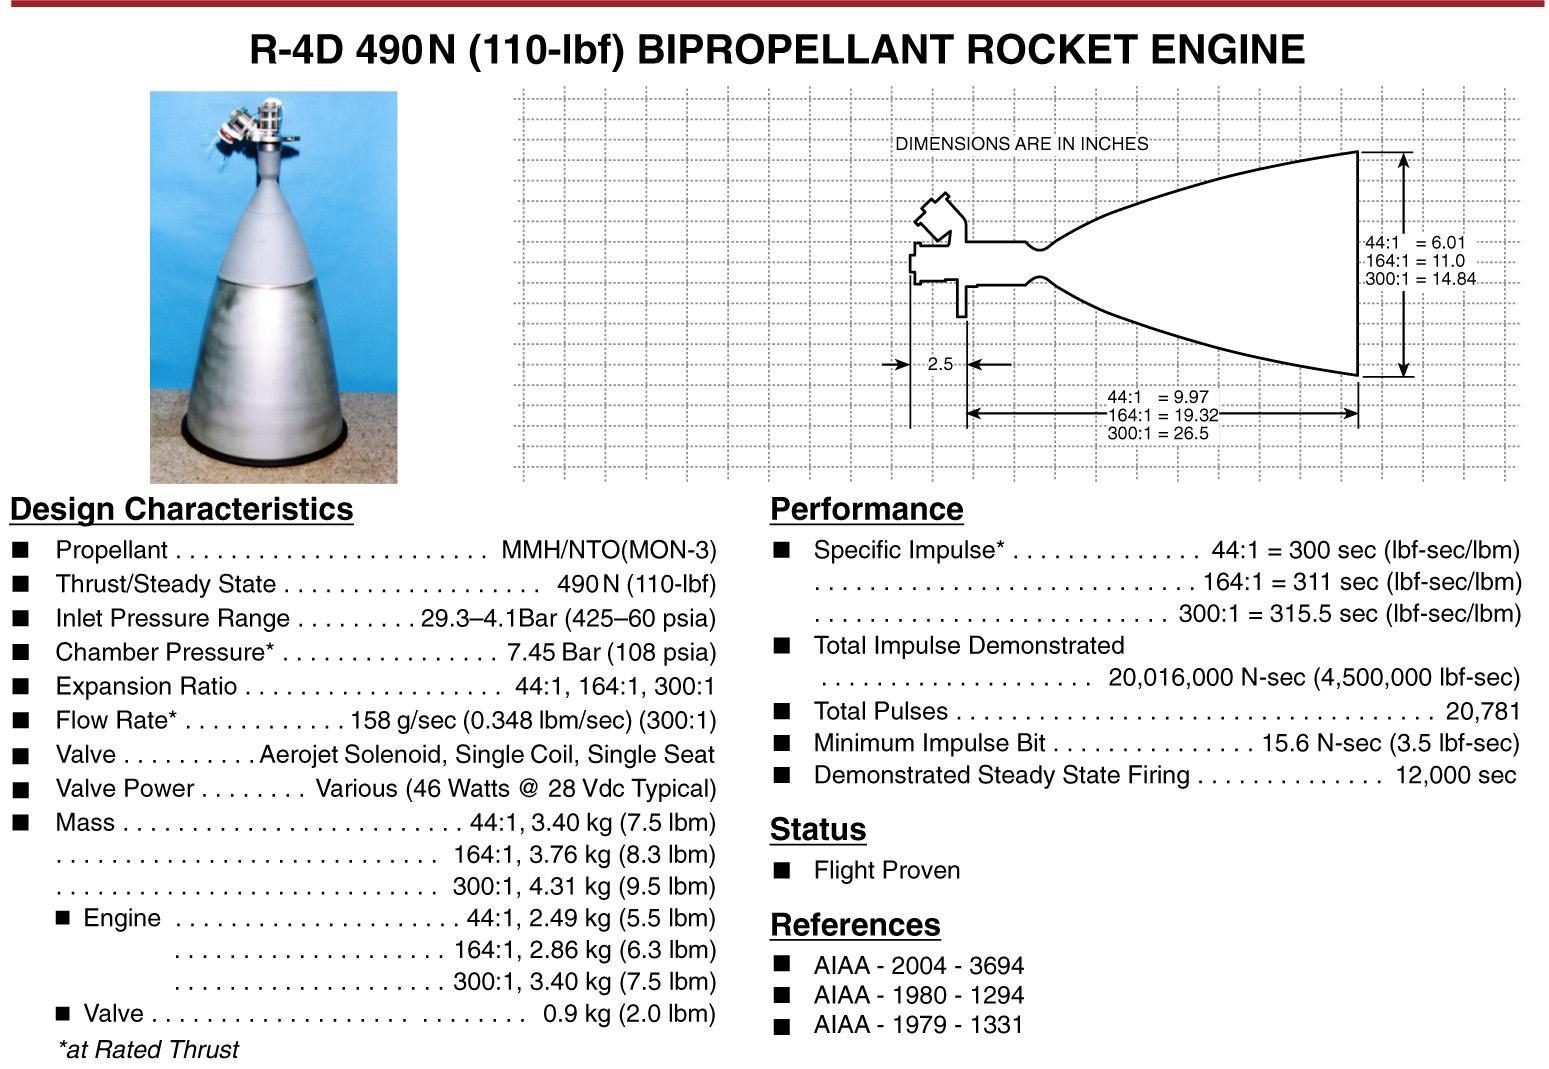 R-4D 490N (110-lbf) BIPROPELLANT ROCKET ENGINE
DIMENSIONS ARE IN INCHES
44:1 = 6.01
164:1 = 11.0
300:1 = 14.84
2.5
44:1 = 9.97
164:1 = 19.32
300:1 = 26.5
Design Characteristics
■ Propellant . . . . . . . . . . . . . . . . . . . . . . . MMH/NTO(MON-3)
■ Thrust/Steady State . . . . . . . . . . . . . . . . . . . 490N (110-lbf)
■ Inlet Pressure Range . . . . . . . . . 29.3–4.1Bar (425–60 psia)
■ Chamber Pressure* . . . . . . . . . . . . . . . . 7.45 Bar (108 psia)
■ Expansion Ratio . . . . . . . . . . . . . . . . . . . 44:1, 164:1, 300:1
■ Flow Rate* . . . . . . . . . . . . 158 g/sec (0.348 lbm/sec) (300:1)
■ Valve . . . . . . . . . . Aerojet Solenoid, Single Coil, Single Seat
■ Valve Power . . . . . . . . Various (46 Watts @ 28 Vdc Typical)
■ Mass . . . . . . . . . . . . . . . . . . . . . . . . . 44:1, 3.40 kg (7.5 lbm)
. . . . . . . . . . . . . . . . . . . . . . . . . . . . 164:1, 3.76 kg (8.3 lbm)
. . . . . . . . . . . . . . . . . . . . . . . . . . . . 300:1, 4.31 kg (9.5 lbm)
■ Engine . . . . . . . . . . . . . . . . . . . . . 44:1, 2.49 kg (5.5 lbm)
. . . . . . . . . . . . . . . . . . . . 164:1, 2.86 kg (6.3 lbm)
. . . . . . . . . . . . . . . . . . . . 300:1, 3.40 kg (7.5 lbm)
■ Valve . . . . . . . . . . . . . . . . . . . . . . . . . . . 0.9 kg (2.0 lbm)
*at Rated Thrust
Performance
■ Specific Impulse* . . . . . . . . . . . . . . 44:1 = 300 sec (lbf-sec/lbm)
. . . . . . . . . . . . . . . . . . . . . . . . . . . . 164:1 = 311 sec (lbf-sec/lbm)
. . . . . . . . . . . . . . . . . . . . . . . . . . 300:1 = 315.5 sec (lbf-sec/lbm)
■ Total Impulse Demonstrated
. . . . . . . . . . . . . . . . . . . . 20,016,000 N-sec (4,500,000 lbf-sec)
■ Total Pulses . . . . . . . . . . . . . . . . . . . . . . . . . . . . . . . . . . . 20,781
■ Minimum Impulse Bit . . . . . . . . . . . . . . . 15.6 N-sec (3.5 lbf-sec)
■ Demonstrated Steady State Firing . . . . . . . . . . . . . . 12,000 sec
Status
■ Flight Proven
References
■ AIAA - 2004 - 3694
■ AIAA - 1980 - 1294
■ AIAA - 1979 - 1331